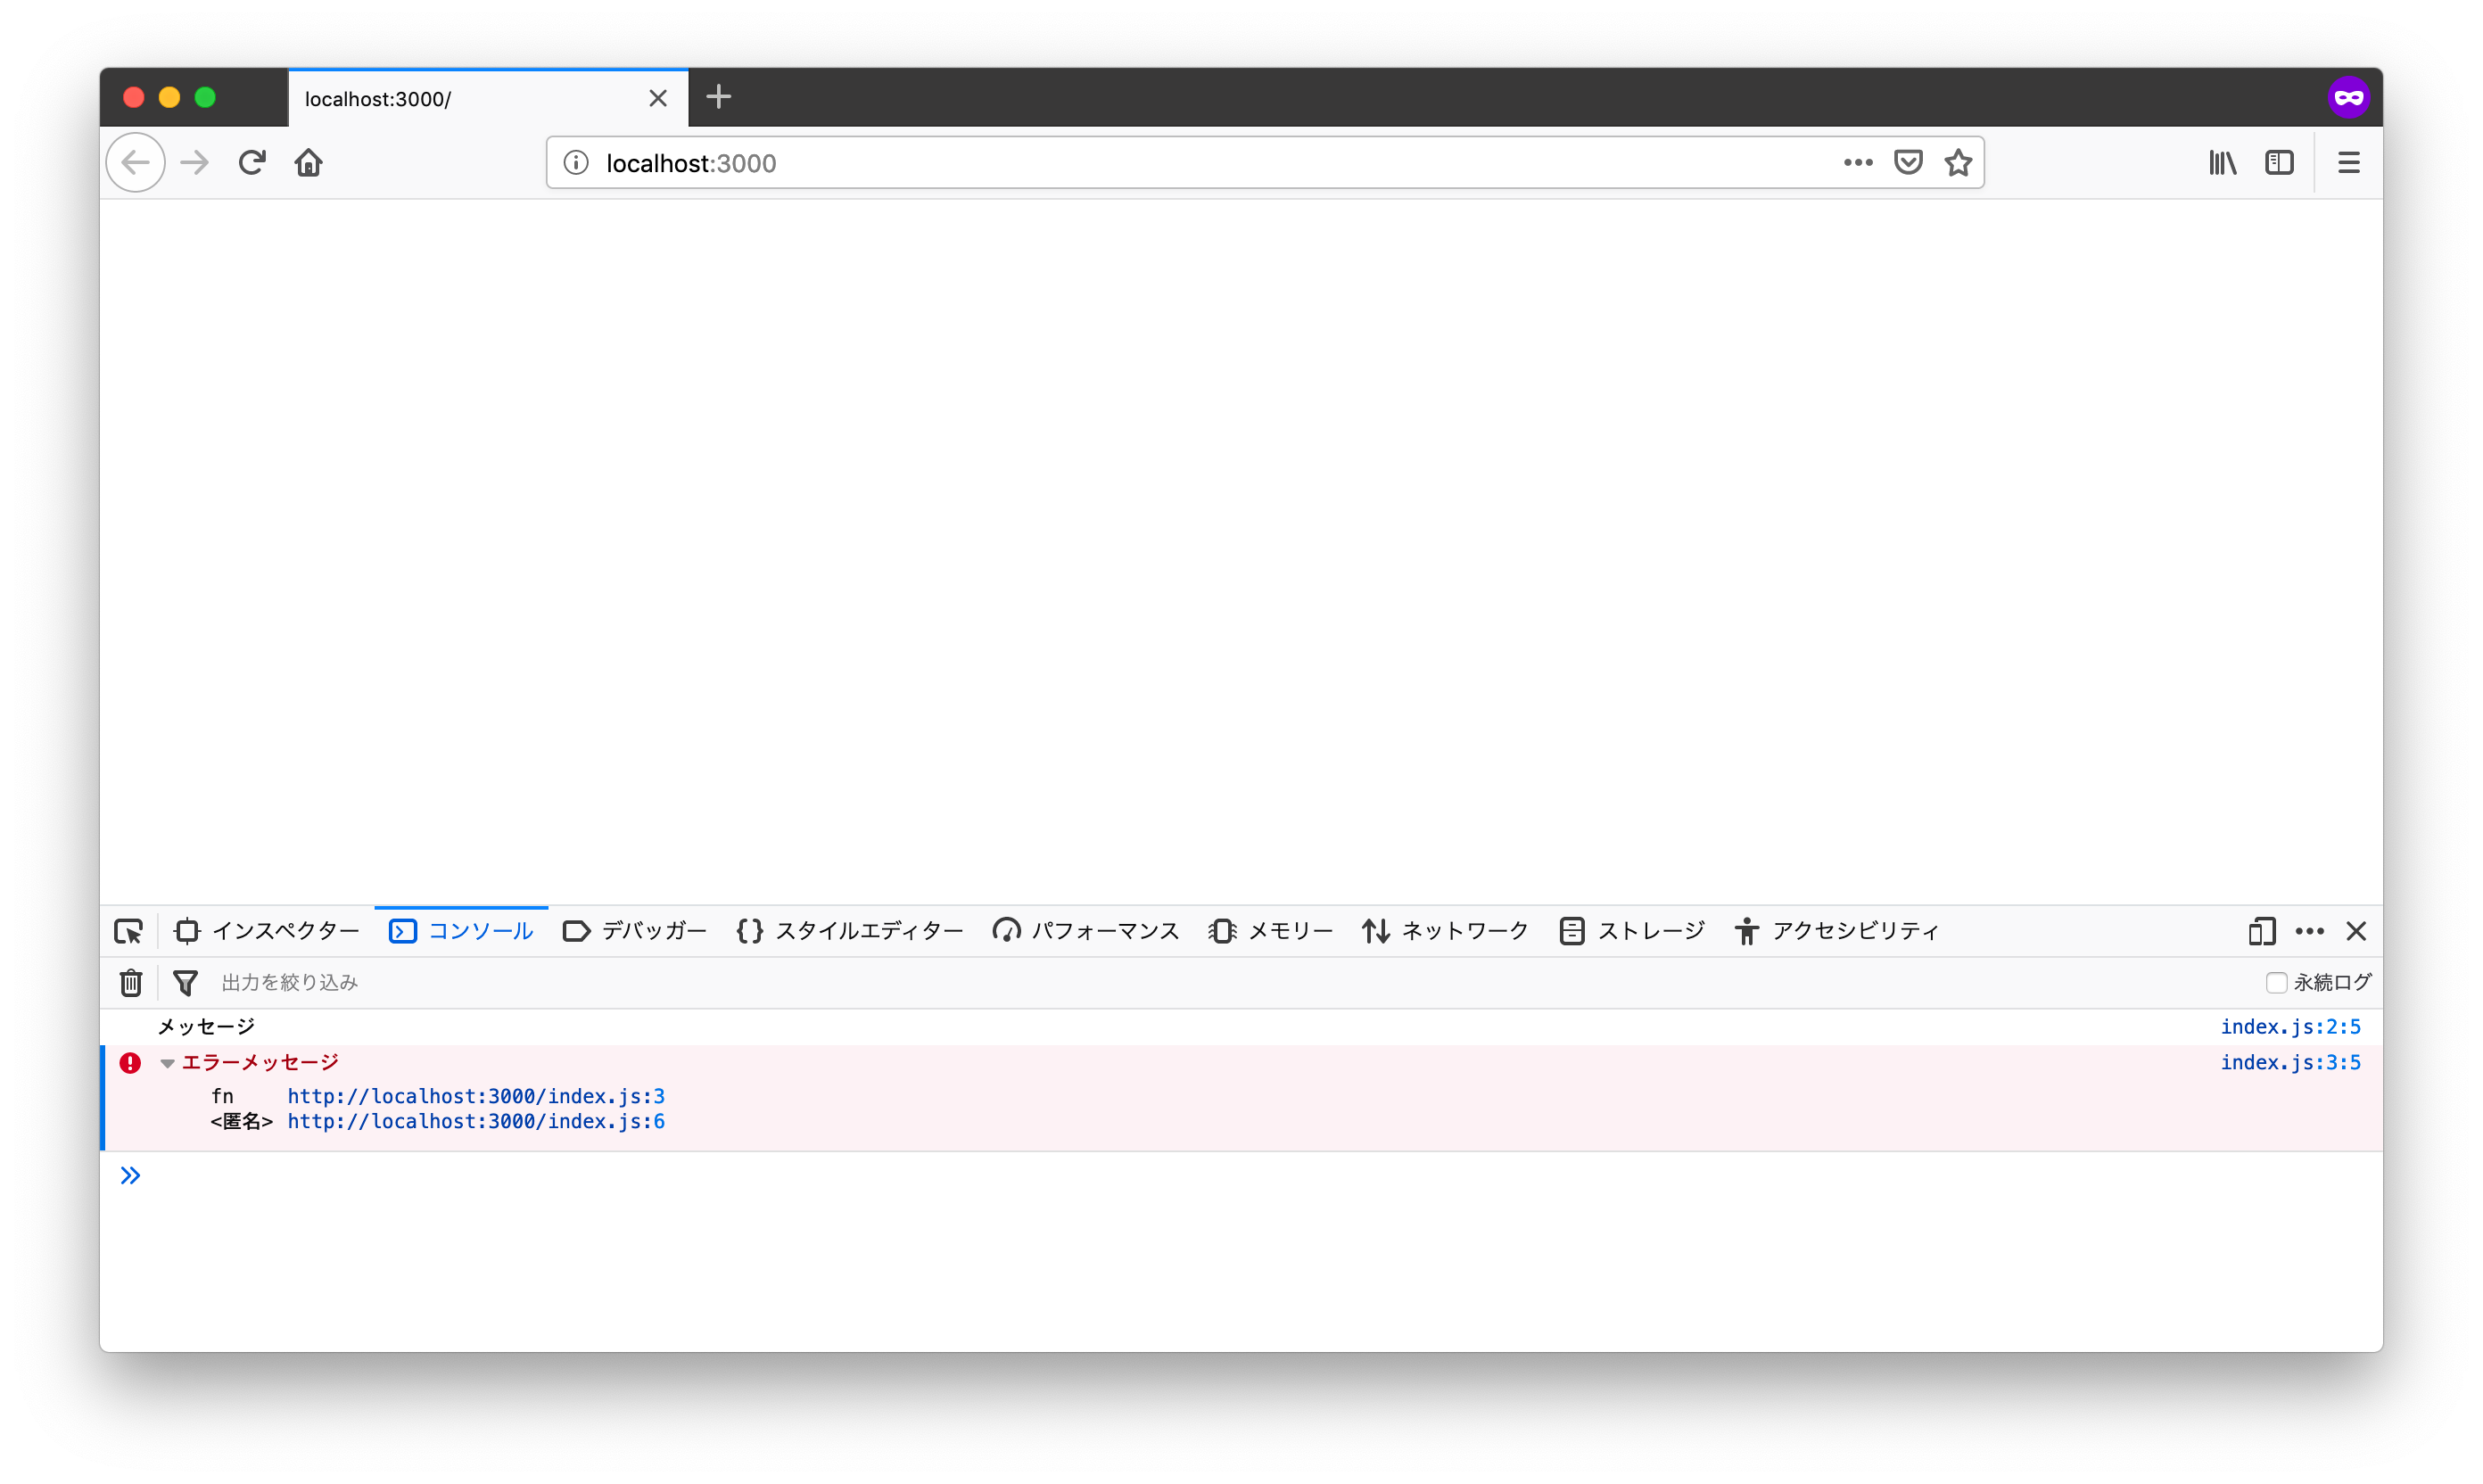 localhost:3000/
localhost:3000
インスペクター コンソール デバッガー スタイルエディター パフォーマンス メモリー ネットワーク ストレージ アクセシビリティ
出力を絞り込み 永続ログ
メッセージ index.js:2:5
エラーメッセージ index.js:3:5
fn http://localhost:3000/index.js:3
<匿名> http://localhost:3000/index.js:6